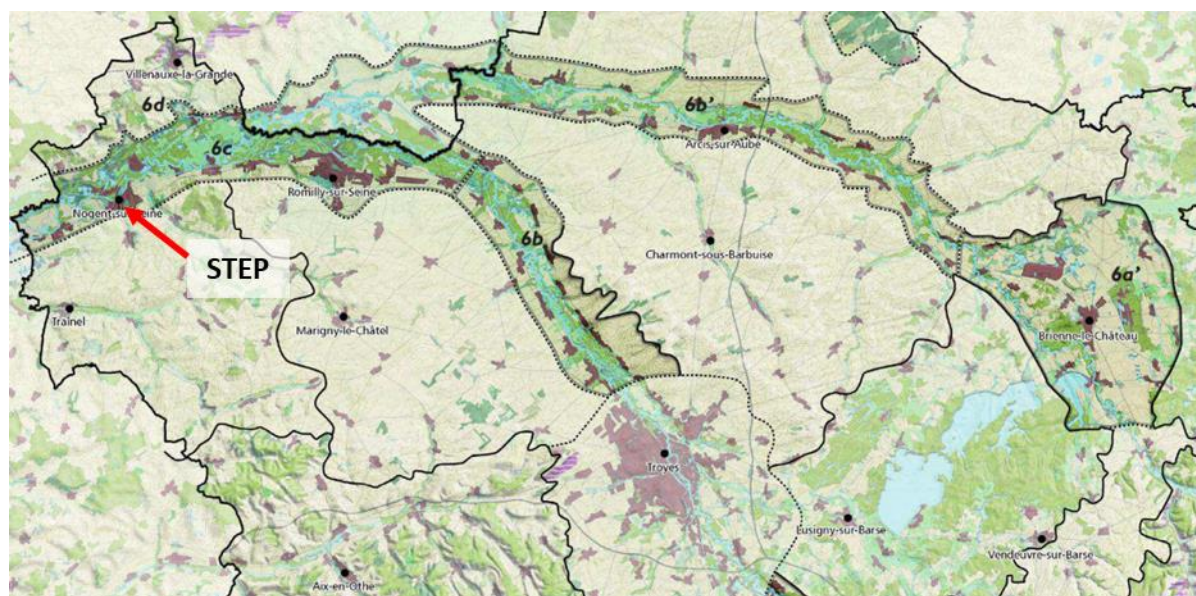 Villenauxe-la-Grande
6d
6b'
6c
Arcis-sur-Aube
Romilly-sur-Seine
Nogent-sur-Seine
6b
Charmont-sous-Barbuise
STEP
6a'
Traînel
Marigny-le-Châtel
Brienne-le-Château
Troyes
Lusigny-sur-Barse
Vendeuvre-sur-Barse
Aix-en-Othe